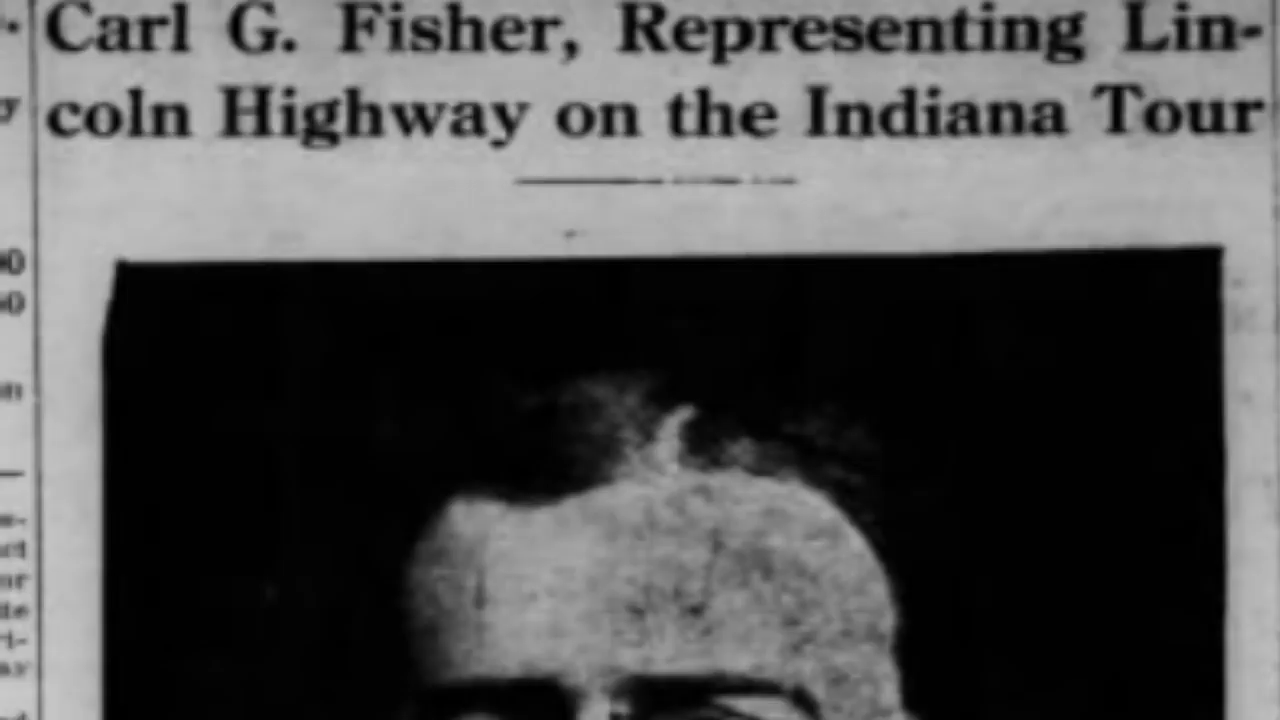 Carl G. Fisher, Representing Lin-
coln Highway on the Indiana Tour